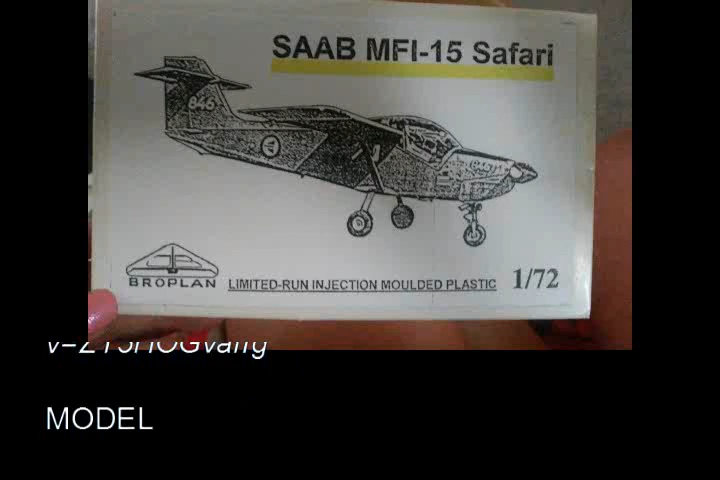 SAAB MFI-15 Safari
846
BROPLAN
LIMITED-RUN INJECTION MOULDED PLASTIC 1/72
MODEL